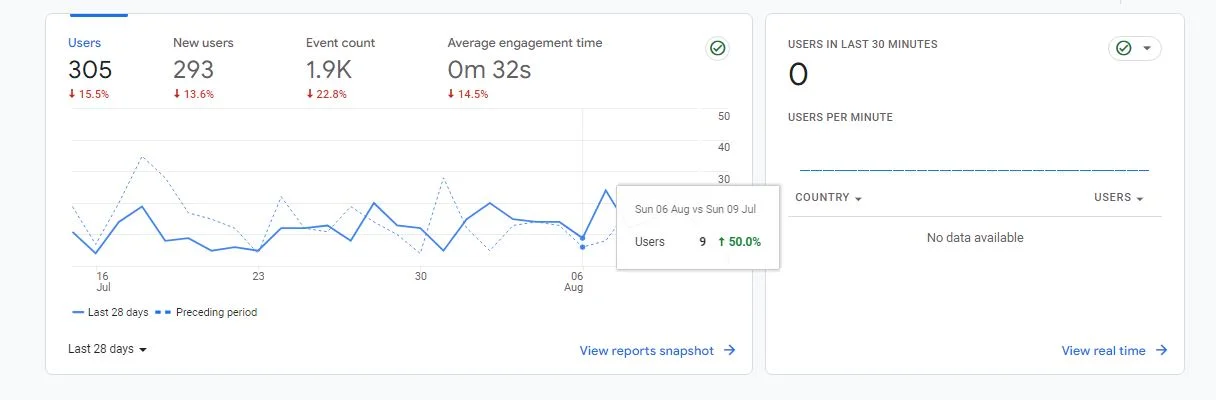 Users
305
↓ 15.5%
New users
293
↓ 13.6%
Event count
1.9K
↓ 22.8%
Average engagement time
0m 32s
↓ 14.5%
50
40
30
Sun 06 Aug vs Sun 09 Jul
Users 9 ↑ 50.0%
16
Jul
23
30
06
Aug
Last 28 days
Preceding period
Last 28 days
View reports snapshot →
USERS IN LAST 30 MINUTES
0
USERS PER MINUTE
COUNTRY
USERS
No data available
View real time →